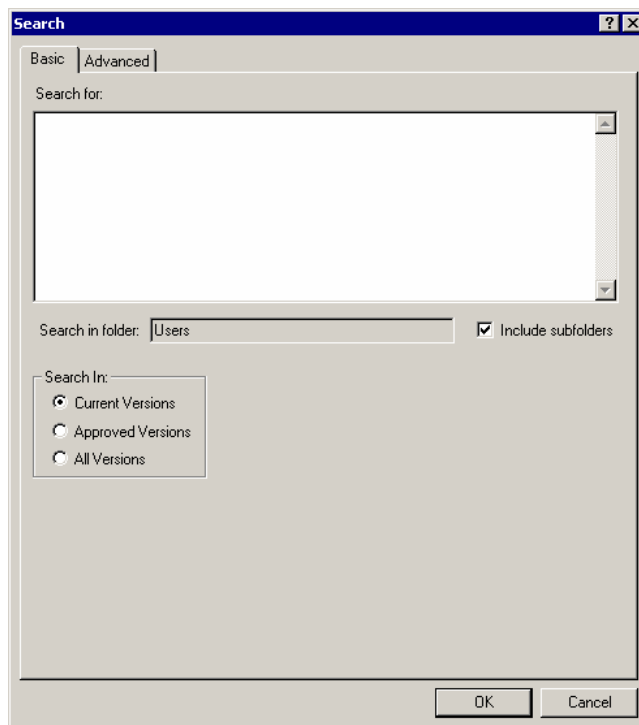 Search
Basic Advanced
Search for:
Search in folder: Users Include subfolders
Search In:
Current Versions
Approved Versions
All Versions
OK Cancel